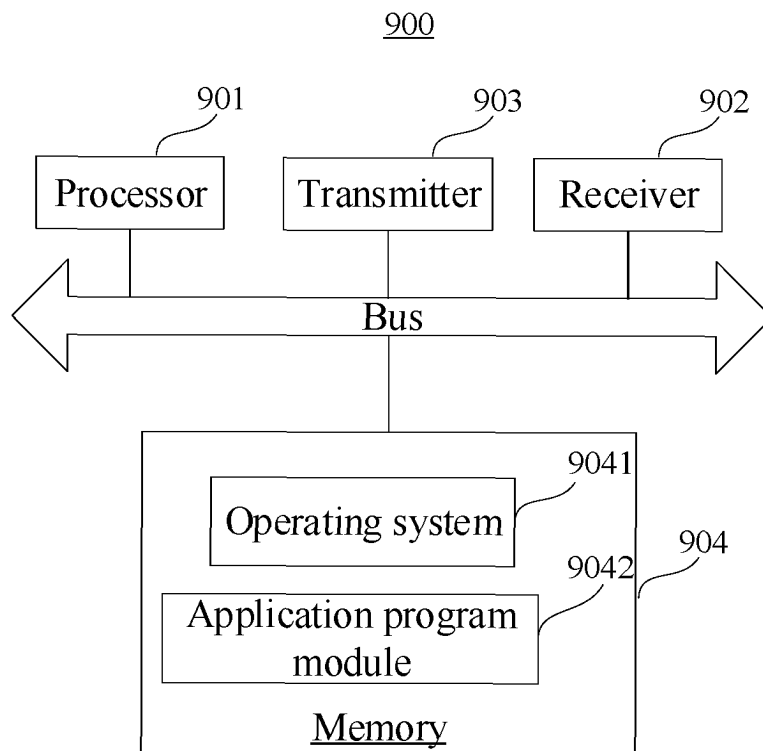 900
901
903
902
Processor
Transmitter
Receiver
Bus
9041
Operating system
904
9042
Application program
module
Memory